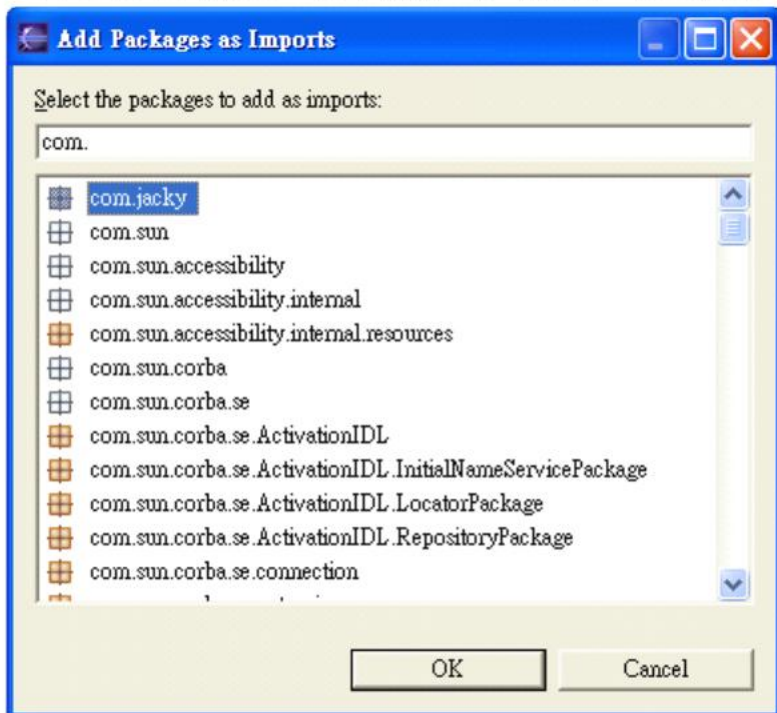 Add Packages as Imports
Select the packages to add as imports:
com.
com.jacky
com.sun
com.sun.accessibility
com.sun.accessibility.internal
com.sun.accessibility.internal.resources
com.sun.corba
com.sun.corba.se
com.sun.corba.se.ActivationIDL
com.sun.corba.se.ActivationIDL.InitialNameServicePackage
com.sun.corba.se.ActivationIDL.LocatorPackage
com.sun.corba.se.ActivationIDL.RepositoryPackage
com.sun.corba.se.connection
OK Cancel